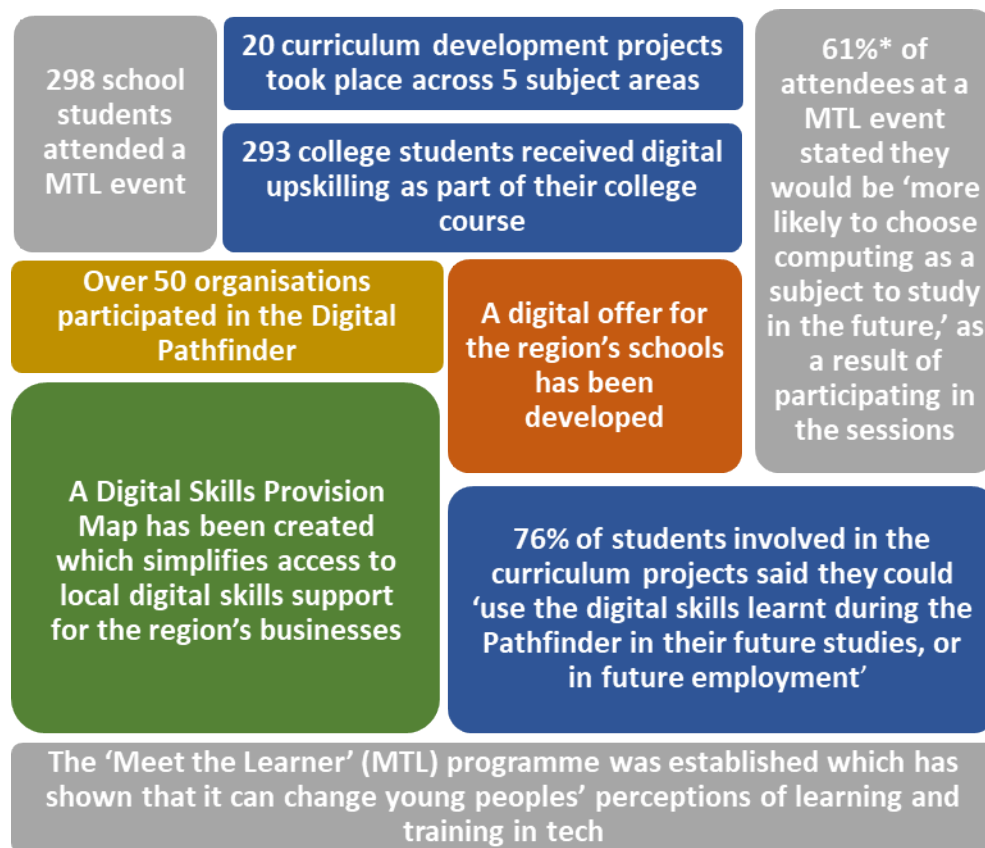 298 school
students
attended a
MTL event
20 curriculum development projects
took place across 5 subject areas
293 college students received digital
upskilling as part of their college
course
61%* of
attendees at a
MTL event
stated they
would be ‘more
likely to choose
computing as a
subject to study
in the future,’ as
a result of
participating in
the sessions
Over 50 organisations
participated in the Digital
Pathfinder
A digital offer for
the region’s schools
has been
developed
A Digital Skills Provision
Map has been created
which simplifies access to
local digital skills support
for the region’s businesses
76% of students involved in the
curriculum projects said they could
‘use the digital skills learnt during the
Pathfinder in their future studies, or
in future employment’
The ‘Meet the Learner’ (MTL) programme was established which has
shown that it can change young peoples’ perceptions of learning and
training in tech